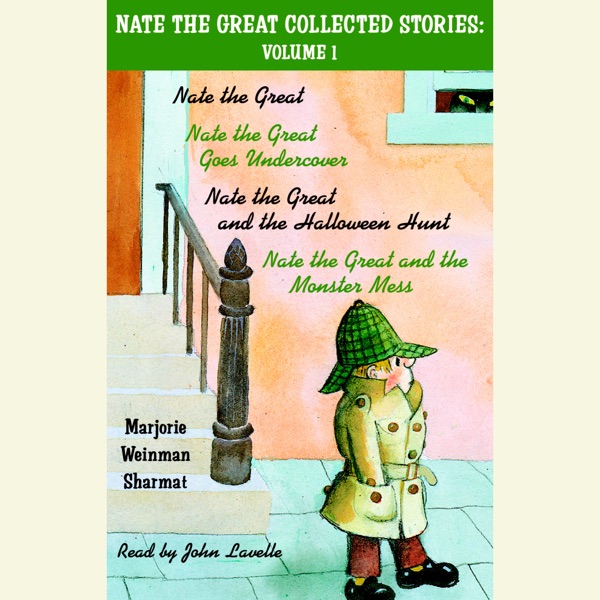 NATE THE GREAT COLLECTED STORIES:
VOLUME 1
Nate the Great
Nate the Great
Goes Undercover
Nate the Great
and the Halloween Hunt
Nate the Great and the
Monster Mess
Marjorie
Weinman
Sharmat
Read by John Lavelle